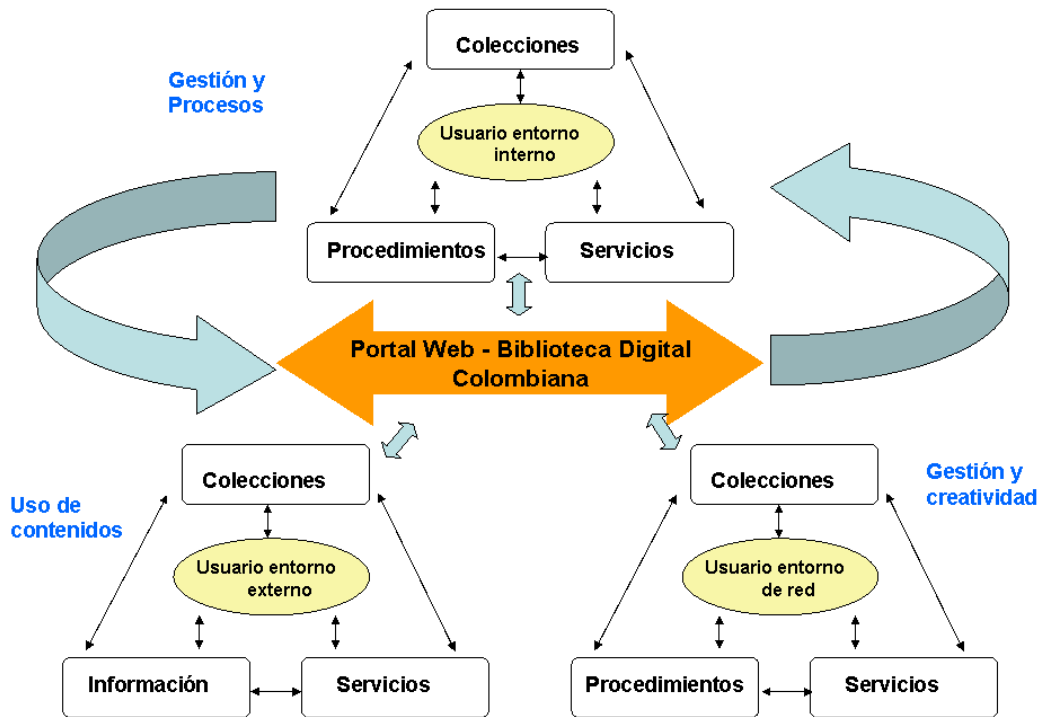 Colecciones
Gestión y
Procesos
Usuario entorno
interno
Procedimientos
Servicios
Portal Web - Biblioteca Digital
Colombiana
Colecciones
Uso de
contenidos
Usuario entorno
externo
Información
Servicios
Colecciones
Gestión y
creatividad
Usuario entorno
de red
Procedimientos
Servicios